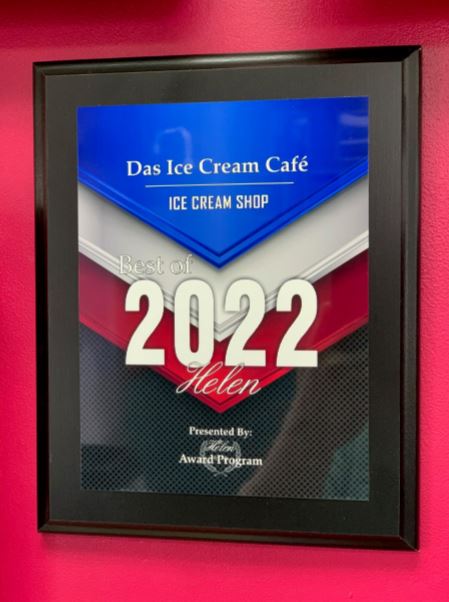 Das Ice Cream Café
ICE CREAM SHOP
Best of
2022
Helen
Presented By:
Helen
Award Program